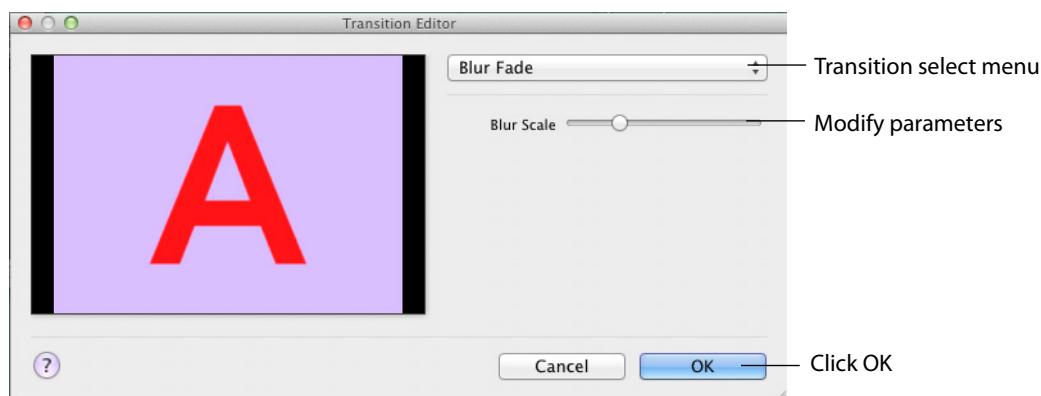 Transition Editor
Blur Fade
Transition select menu
Blur Scale
Modify parameters
A
?
Cancel
OK
Click OK